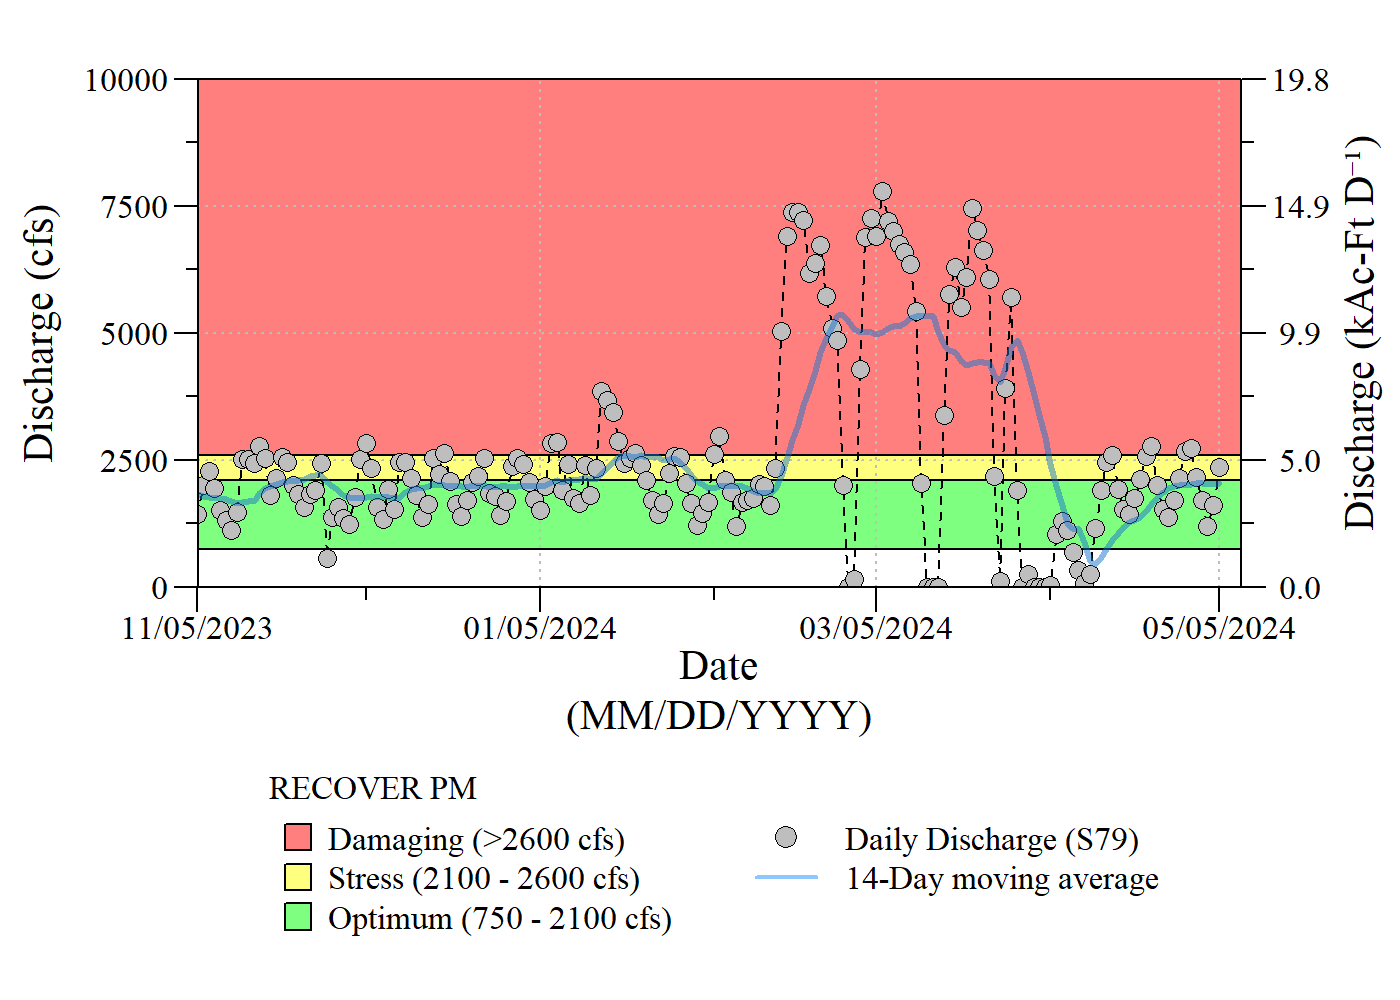 10000
7500
5000
2500
0
Discharge (cfs)
19.8
14.9
9.9
5.0
0.0
Discharge (kAc-Ft D⁻¹)
11/05/2023
01/05/2024
03/05/2024
05/05/2024
Date
(MM/DD/YYYY)
RECOVER PM
Damaging (>2600 cfs)
Stress (2100 - 2600 cfs)
Optimum (750 - 2100 cfs)
Daily Discharge (S79)
14-Day moving average